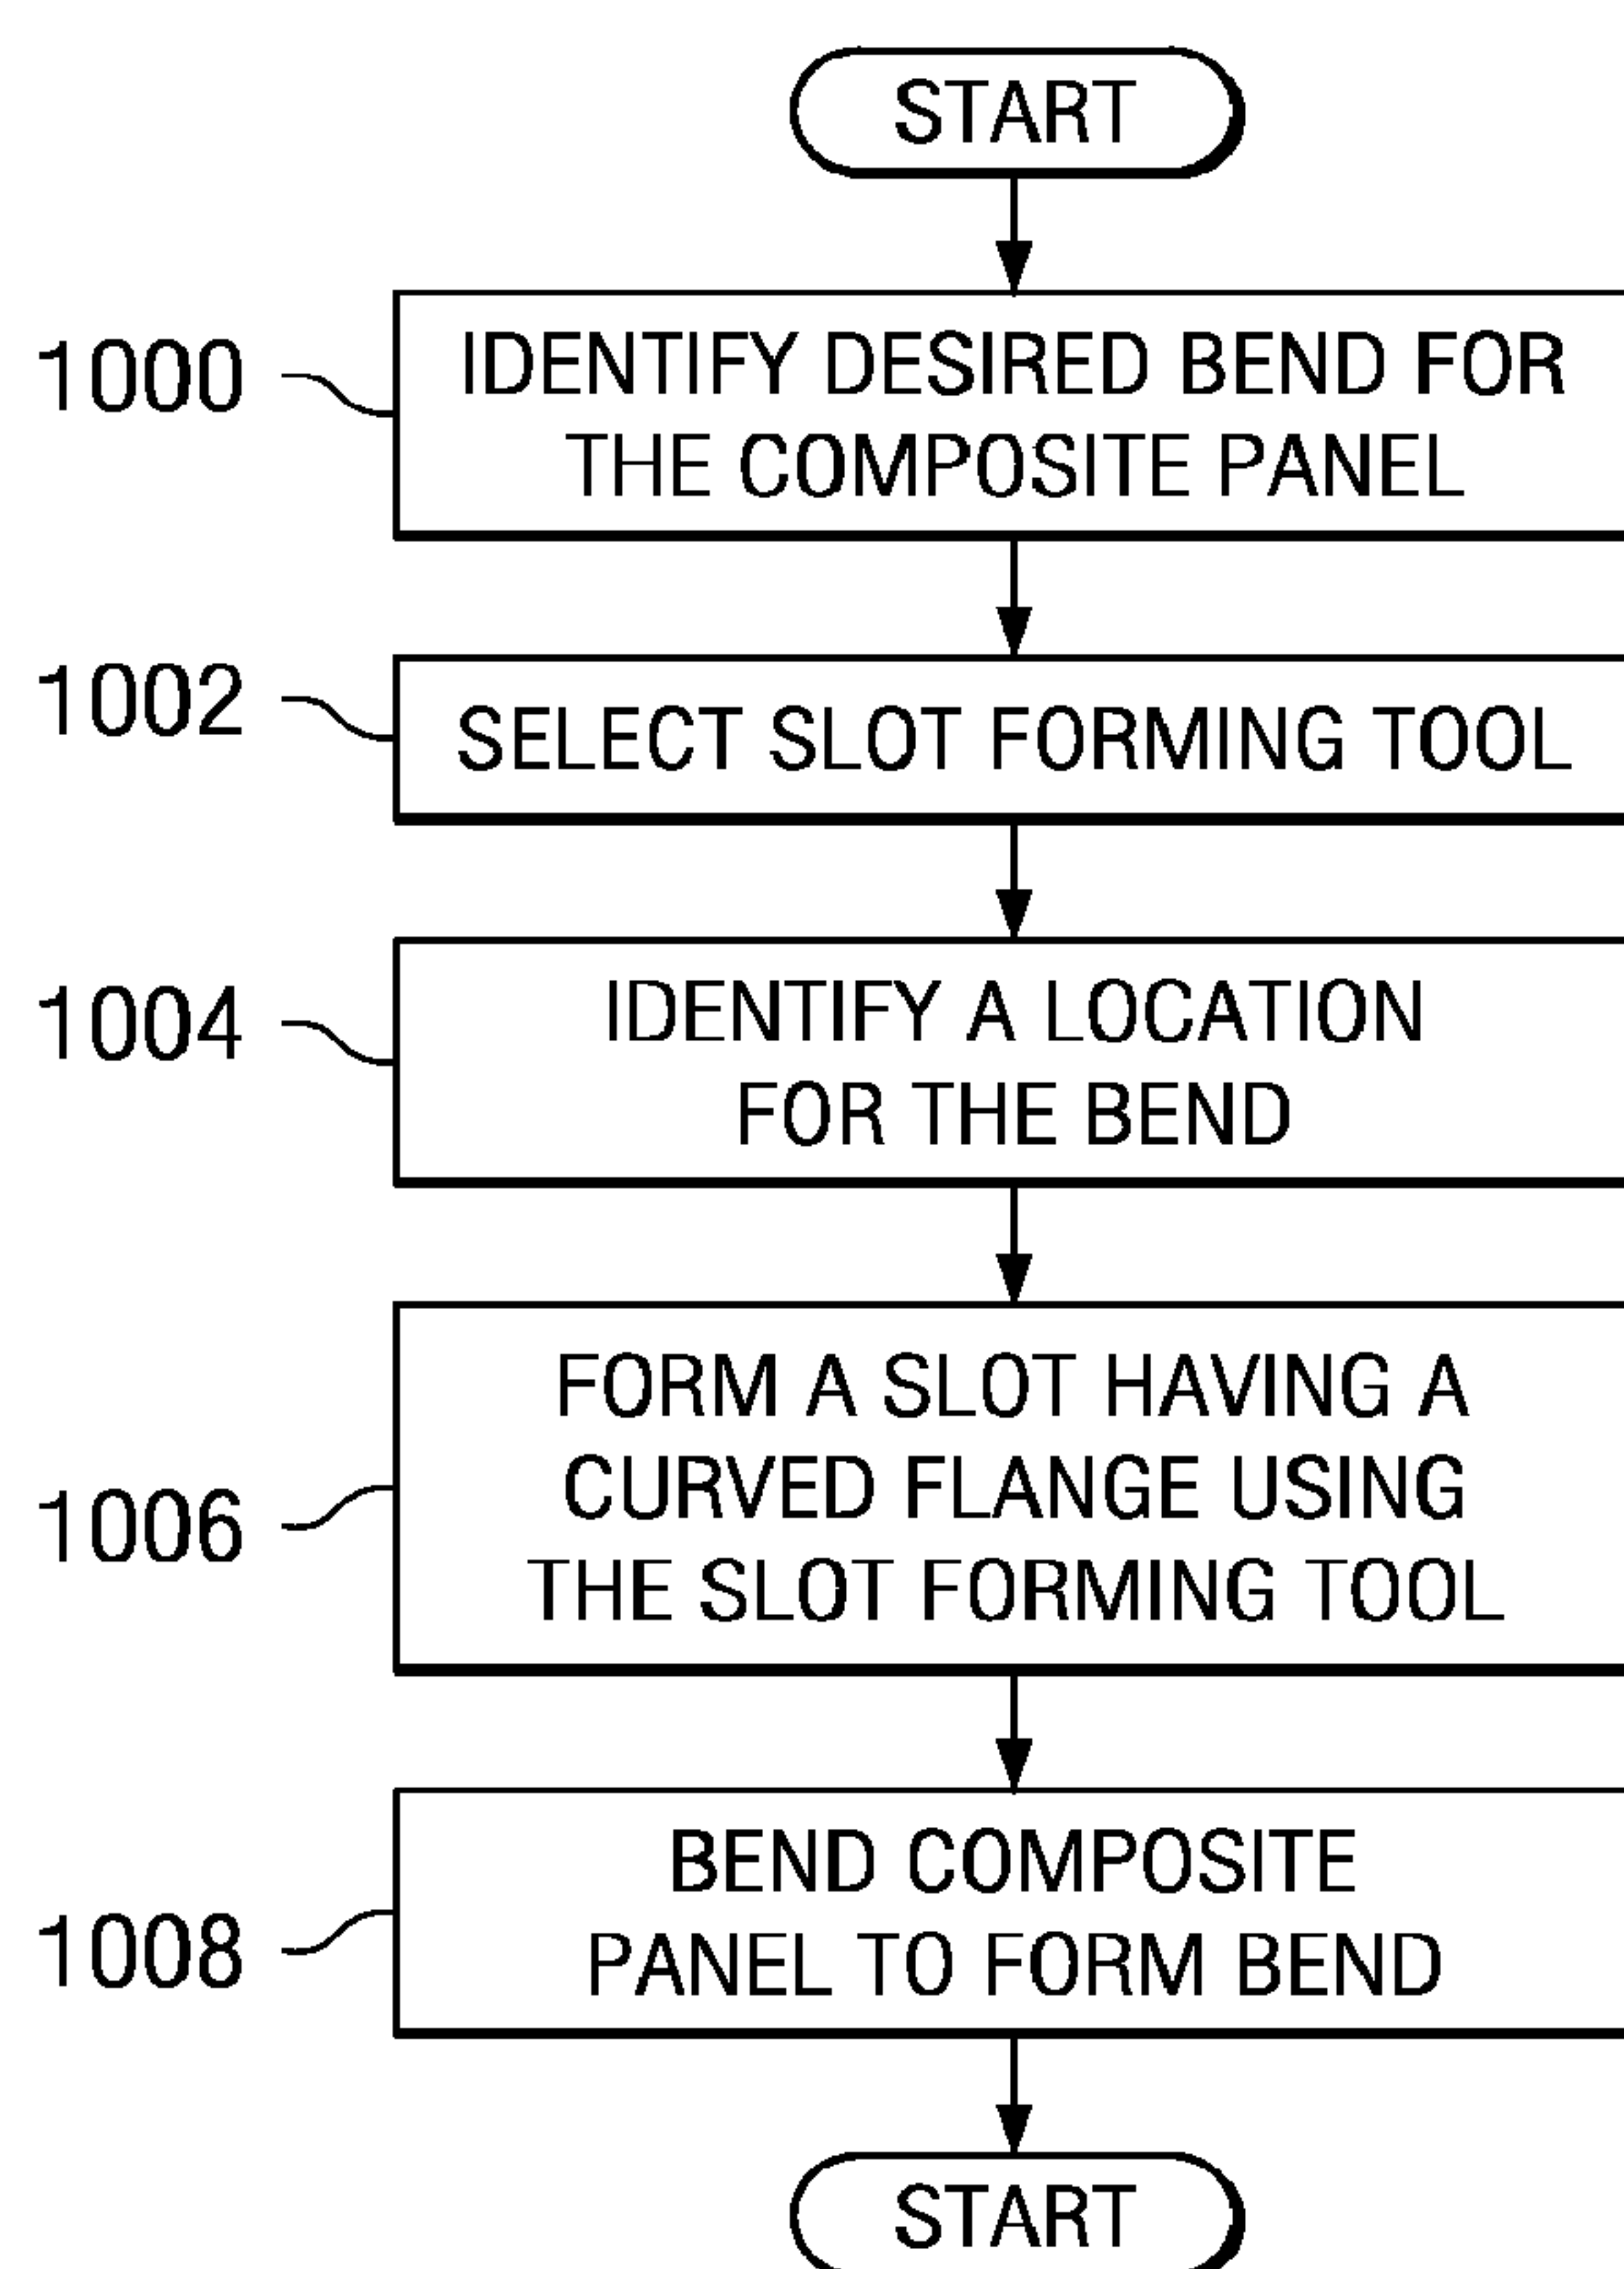 START
1000
IDENTIFY DESIRED BEND FOR
THE COMPOSITE PANEL
1002
SELECT SLOT FORMING TOOL
1004
IDENTIFY A LOCATION
FOR THE BEND
1006
FORM A SLOT HAVING A
CURVED FLANGE USING
THE SLOT FORMING TOOL
1008
BEND COMPOSITE
PANEL TO FORM BEND
START